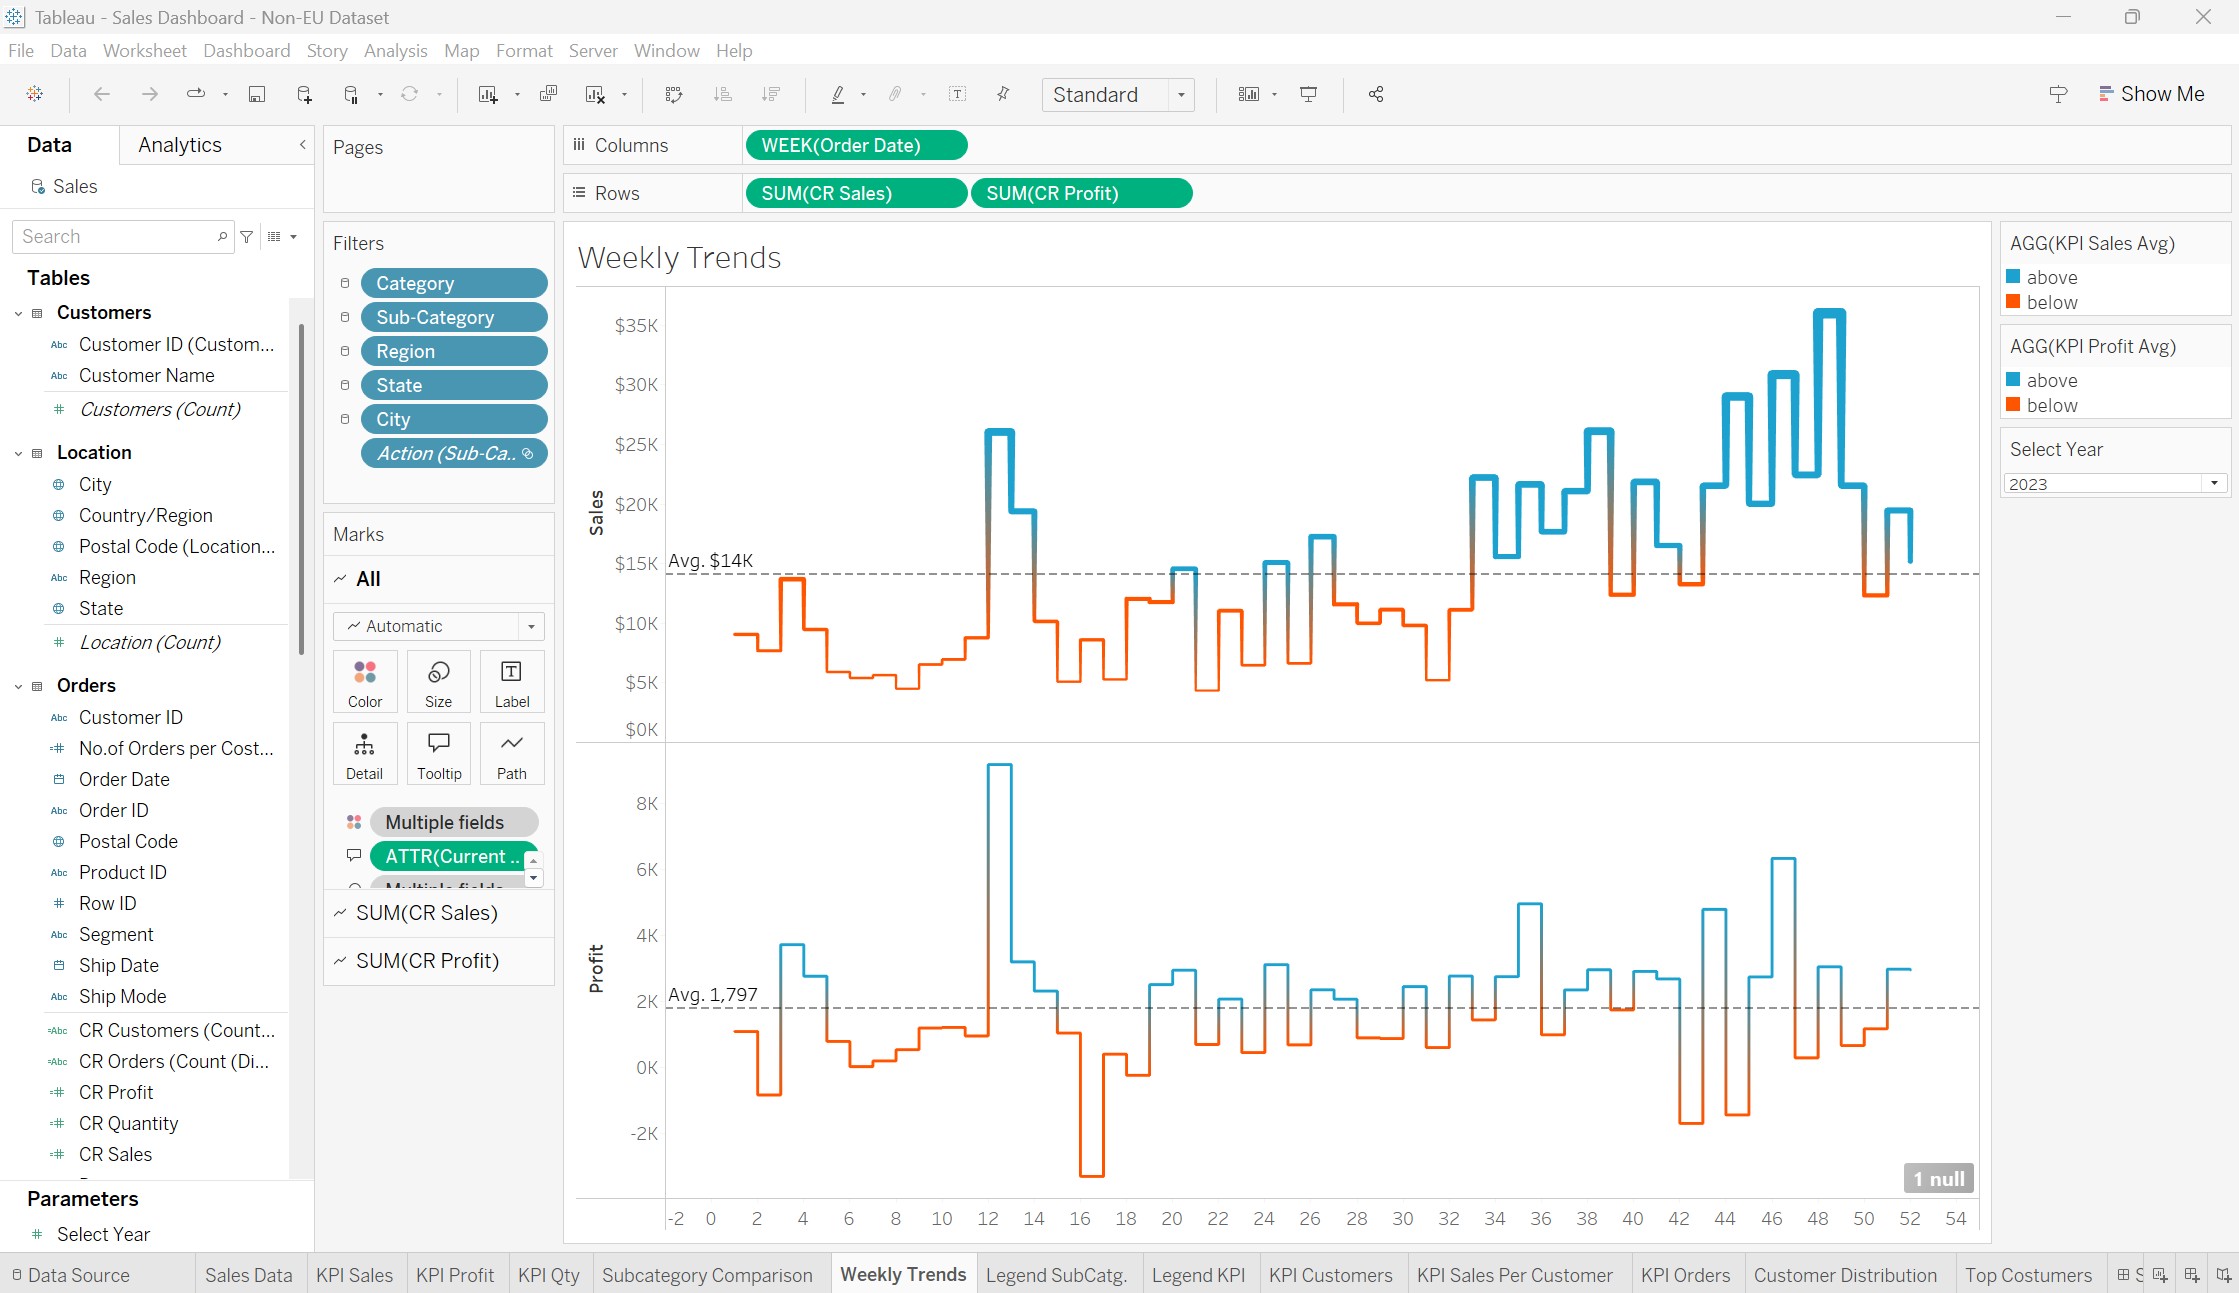 Tableau - Sales Dashboard - Non-EU Dataset
File Data Worksheet Dashboard Story Analysis Map Format Server Window Help
Standard
Show Me
Data Analytics
Sales
Search
Tables
Customers
Abc Customer ID (Custom...
Abc Customer Name
# Customers (Count)
Location
City
Country/Region
Postal Code (Location...
Abc Region
State
# Location (Count)
Orders
Abc Customer ID
=# No.of Orders per Cost...
Order Date
Abc Order ID
Postal Code
Abc Product ID
# Row ID
Abc Segment
Ship Date
Abc Ship Mode
=Abc CR Customers (Count...
=Abc CR Orders (Count (Di...
=# CR Profit
=# CR Quantity
=# CR Sales
Parameters
# Select Year
Pages
Filters
Category
Sub-Category
Region
State
City
Action (Sub-Ca..
Marks
All
Automatic
Color Size Label
Detail Tooltip Path
Multiple fields
ATTR(Current ..
SUM(CR Sales)
SUM(CR Profit)
Columns WEEK(Order Date)
Rows SUM(CR Sales) SUM(CR Profit)
Weekly Trends
Sales
$35K
$30K
$25K
$20K
$15K
$10K
$5K
$0K
Avg. $14K
Profit
8K
6K
4K
2K
0K
-2K
Avg. 1,797
1 null
-2 0 2 4 6 8 10 12 14 16 18 20 22 24 26 28 30 32 34 36 38 40 42 44 46 48 50 52 54
AGG(KPI Sales Avg)
above
below
AGG(KPI Profit Avg)
above
below
Select Year
2023
Data Source Sales Data KPI Sales KPI Profit KPI Qty Subcategory Comparison Weekly Trends Legend SubCatg. Legend KPI KPI Customers KPI Sales Per Customer KPI Orders Customer Distribution Top Costumers